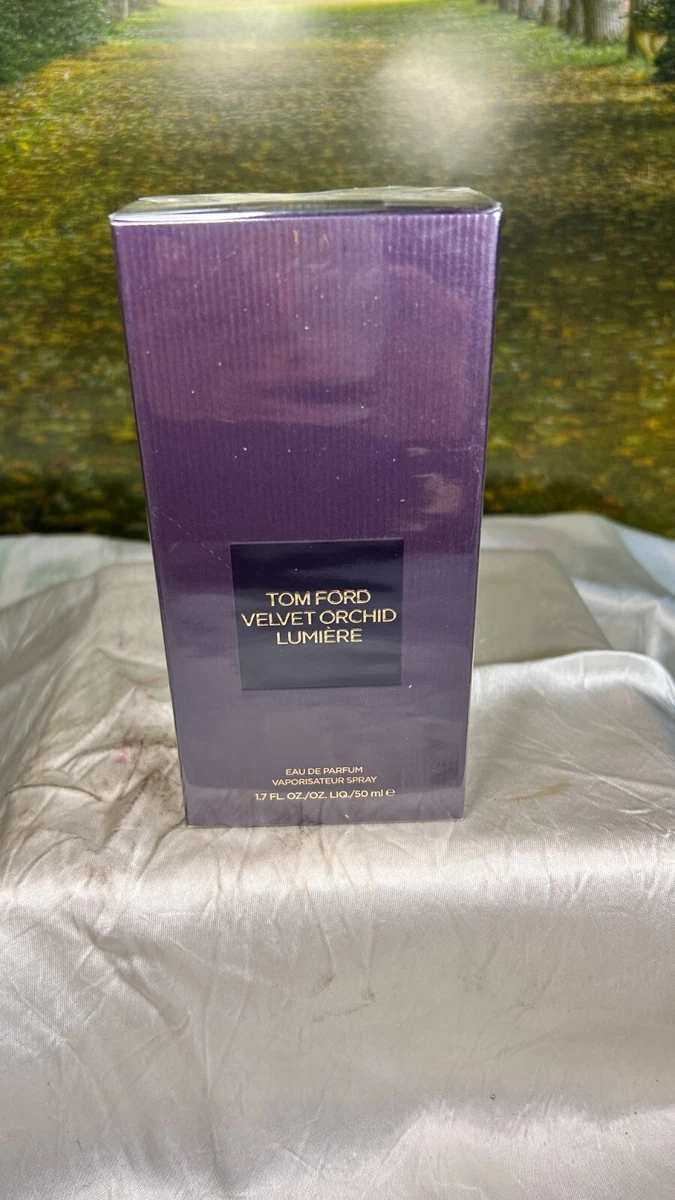 TOM FORD
VELVET ORCHID
LUMIÈRE
EAU DE PARFUM
VAPORISATEUR SPRAY
1.7 FL. OZ./OZ. LIQ./50 ml ℮